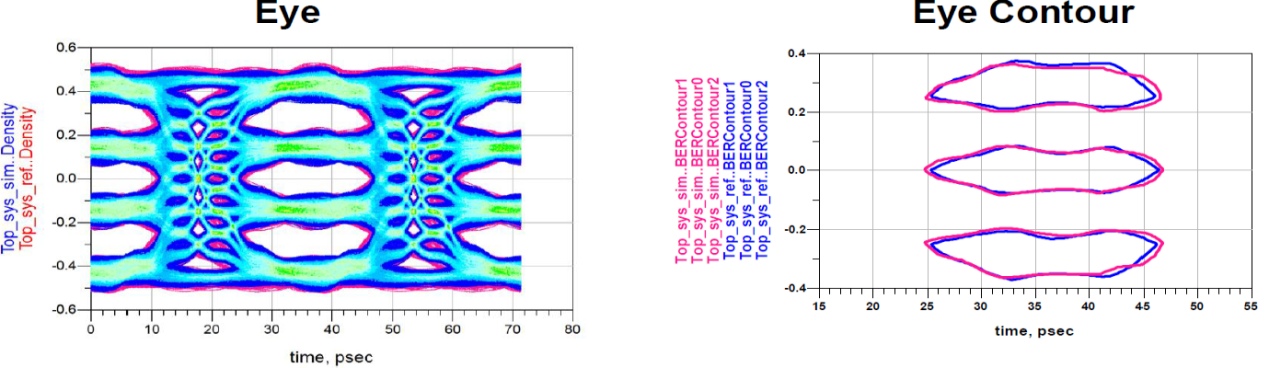 Eye
Top_sys_sim..Density
Top_sys_ref..Density
0.6
0.4
0.2
0.0
-0.2
-0.4
-0.6
0 10 20 30 40 50 60 70 80
time, psec
Eye Contour
Top_sys_sim..BERContour1
Top_sys_sim..BERContour0
Top_sys_sim..BERContour2
Top_sys_ref..BERContour1
Top_sys_ref..BERContour0
Top_sys_ref..BERContour2
0.4
0.2
0.0
-0.2
-0.4
15 20 25 30 35 40 45 50 55
time, psec